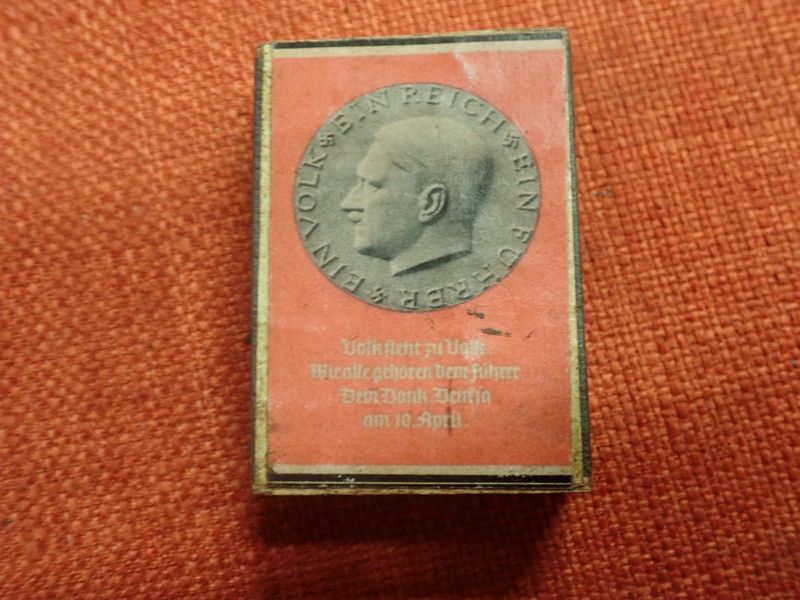 EIN VOLK EIN REICH EIN FÜHRER
Volk steht zu Volk.
Wir alle gehören dem Führer
Dein Dank Dein ja
am 10. April.